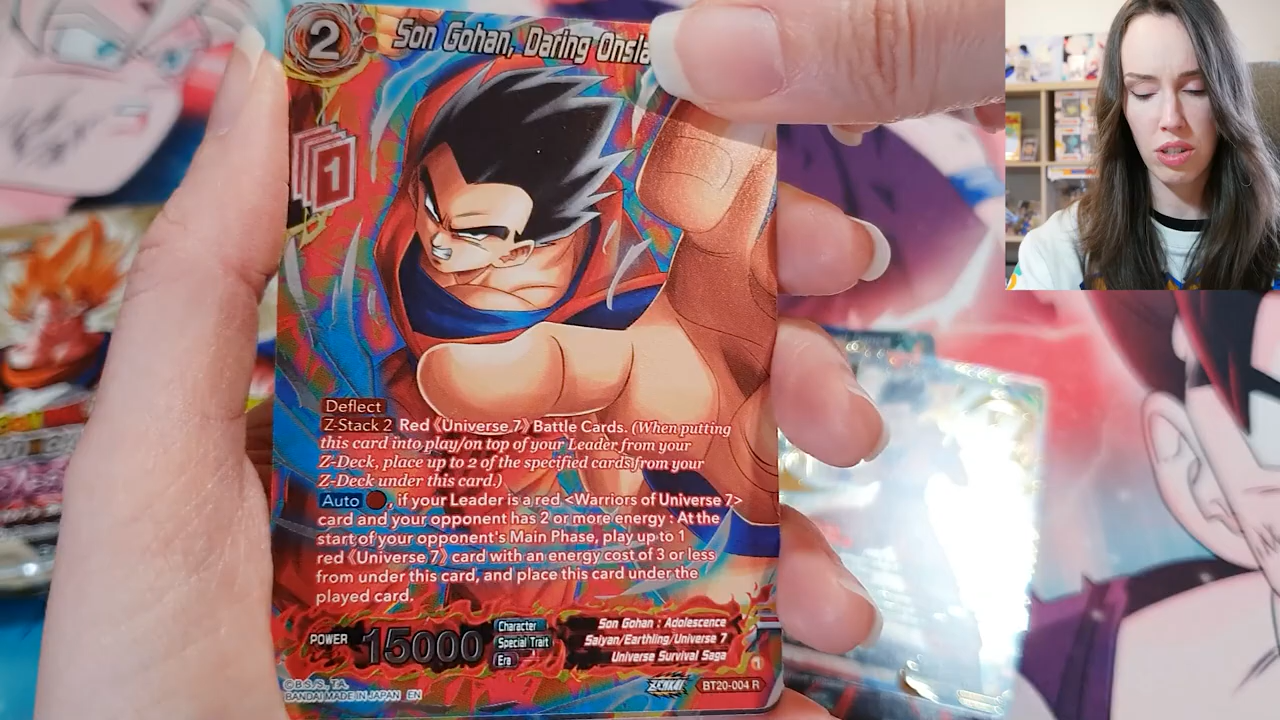 2
Son Gohan, Daring Onsla
1
Deflect
Z-Stack 2 Red《Universe 7》Battle Cards. (When putting
this card into play/on top of your Leader from your
Z-Deck, place up to 2 of the specified cards from your
Z-Deck under this card.)
Auto , if your Leader is a red <Warriors of Universe 7>
card and your opponent has 2 or more energy : At the
start of your opponent's Main Phase, play up to 1
red《Universe 7》card with an energy cost of 3 or less
from under this card, and place this card under the
played card.
POWER 15000
Character Son Gohan : Adolescence
Special Trait Saiyan/Earthling/Universe 7
Era Universe Survival Saga
1
©B.S./S., T.A.
BANDAI MADE IN JAPAN EN
ZENKAI BT20-004 R